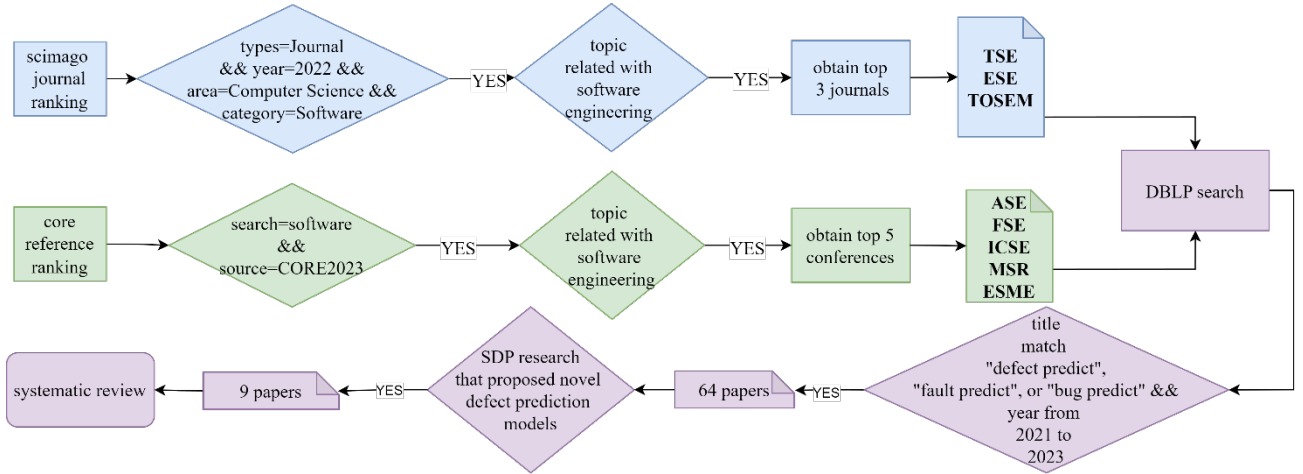 scimago
journal
ranking
types=Journal
&& year=2022 &&
area=Computer Science &&
category=Software
YES
topic
related with
software
engineering
YES
obtain top
3 journals
TSE
ESE
TOSEM
DBLP search
core
reference
ranking
search=software
&&
source=CORE2023
YES
topic
related with
software
engineering
YES
obtain top 5
conferences
ASE
FSE
ICSE
MSR
ESME
title
match
"defect predict",
"fault predict", or "bug predict" &&
year from
2021 to
2023
YES
64 papers
SDP research
that proposed novel
defect prediction
models
YES
9 papers
systematic review